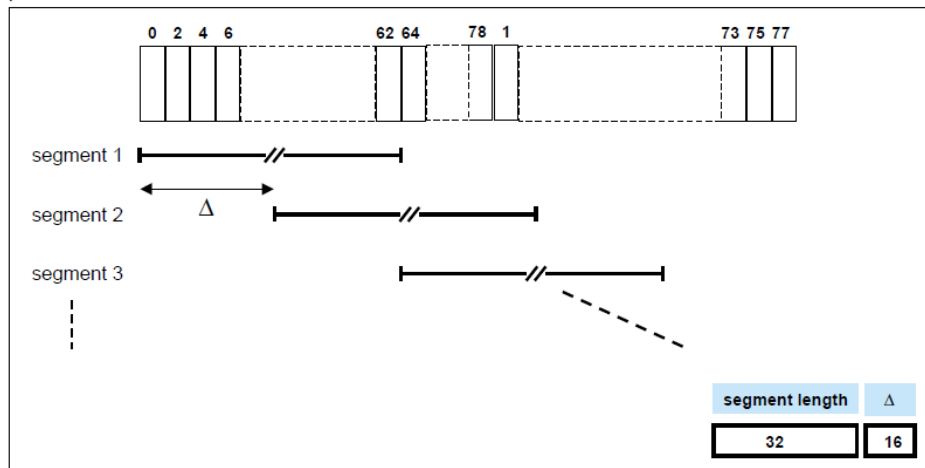 0 2 4 6 62 64 78 1 73 75 77
segment 1
Δ
segment 2
segment 3
segment length Δ
32 16